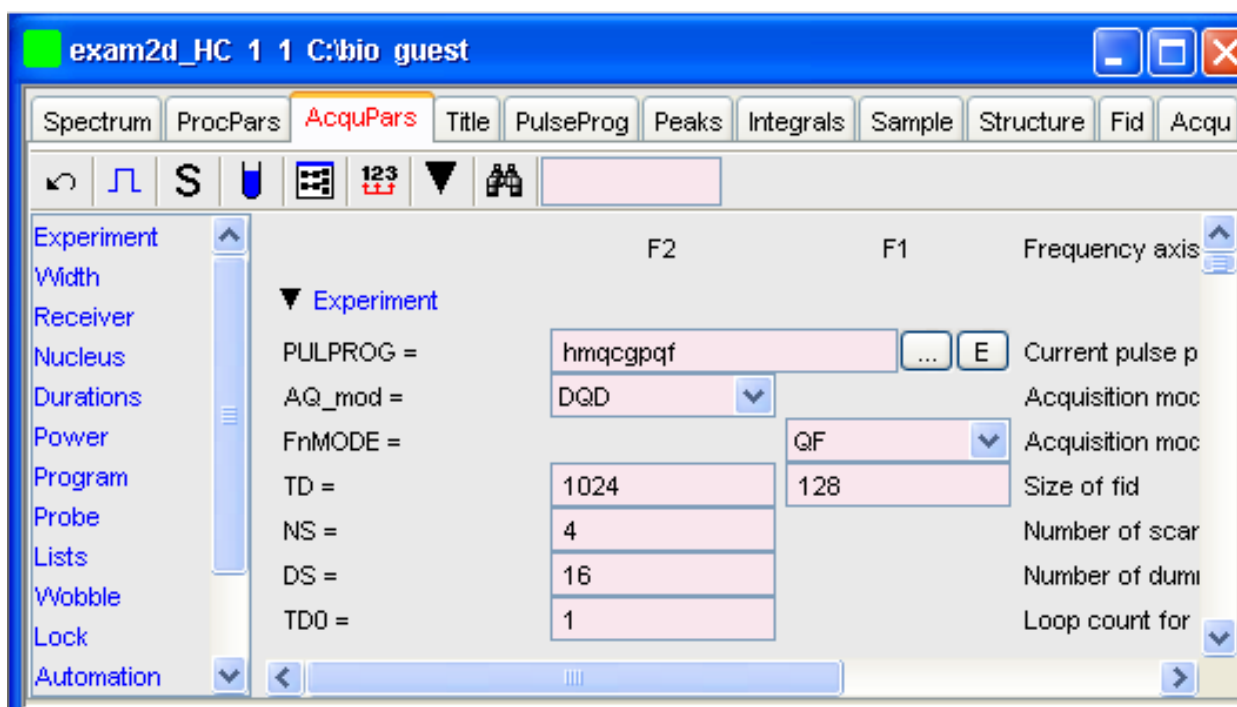 exam2d_HC 1 1 C:\bio guest
Spectrum ProcPars AcquPars Title PulseProg Peaks Integrals Sample Structure Fid Acqu
S 123
Experiment
Width
Receiver
Nucleus
Durations
Power
Program
Probe
Lists
Wobble
Lock
Automation
F2 F1 Frequency axis
Experiment
PULPROG = hmqcgpqf ... E Current pulse p
AQ_mod = DQD Acquisition moc
FnMODE = QF Acquisition moc
TD = 1024 128 Size of fid
NS = 4 Number of scar
DS = 16 Number of dum
TD0 = 1 Loop count for